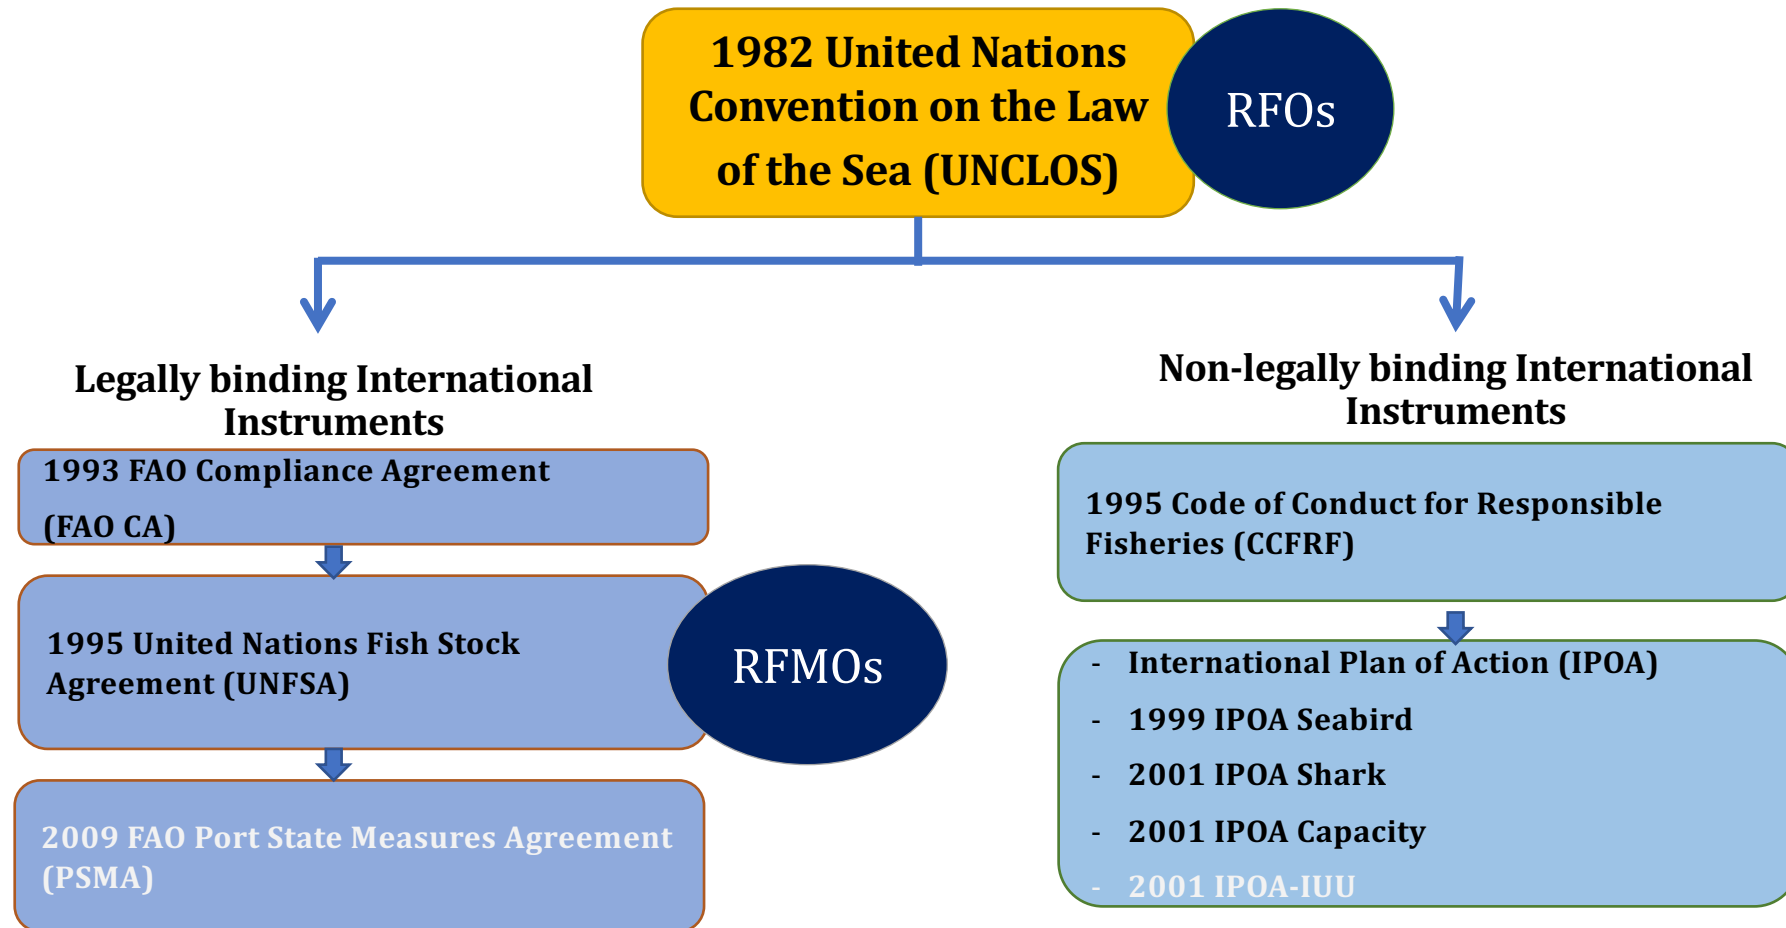 1982 United Nations
Convention on the Law
of the Sea (UNCLOS)
RFOs
Legally binding International
Instruments
1993 FAO Compliance Agreement
(FAO CA)
1995 United Nations Fish Stock
Agreement (UNFSA)
RFMOs
2009 FAO Port State Measures Agreement
(PSMA)
Non-legally binding International
Instruments
1995 Code of Conduct for Responsible
Fisheries (CCFRF)
- International Plan of Action (IPOA)
- 1999 IPOA Seabird
- 2001 IPOA Shark
- 2001 IPOA Capacity
- 2001 IPOA-IUU